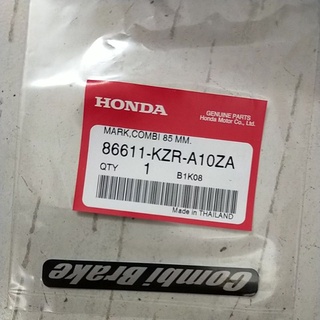 HONDA
GENUINE PARTS
Honda Motor Co., Ltd.
MARK,COMBI 85 MM.
86611-KZR-A10ZA
QTY 1 B1K08
Made in THAILAND
Combi Brake